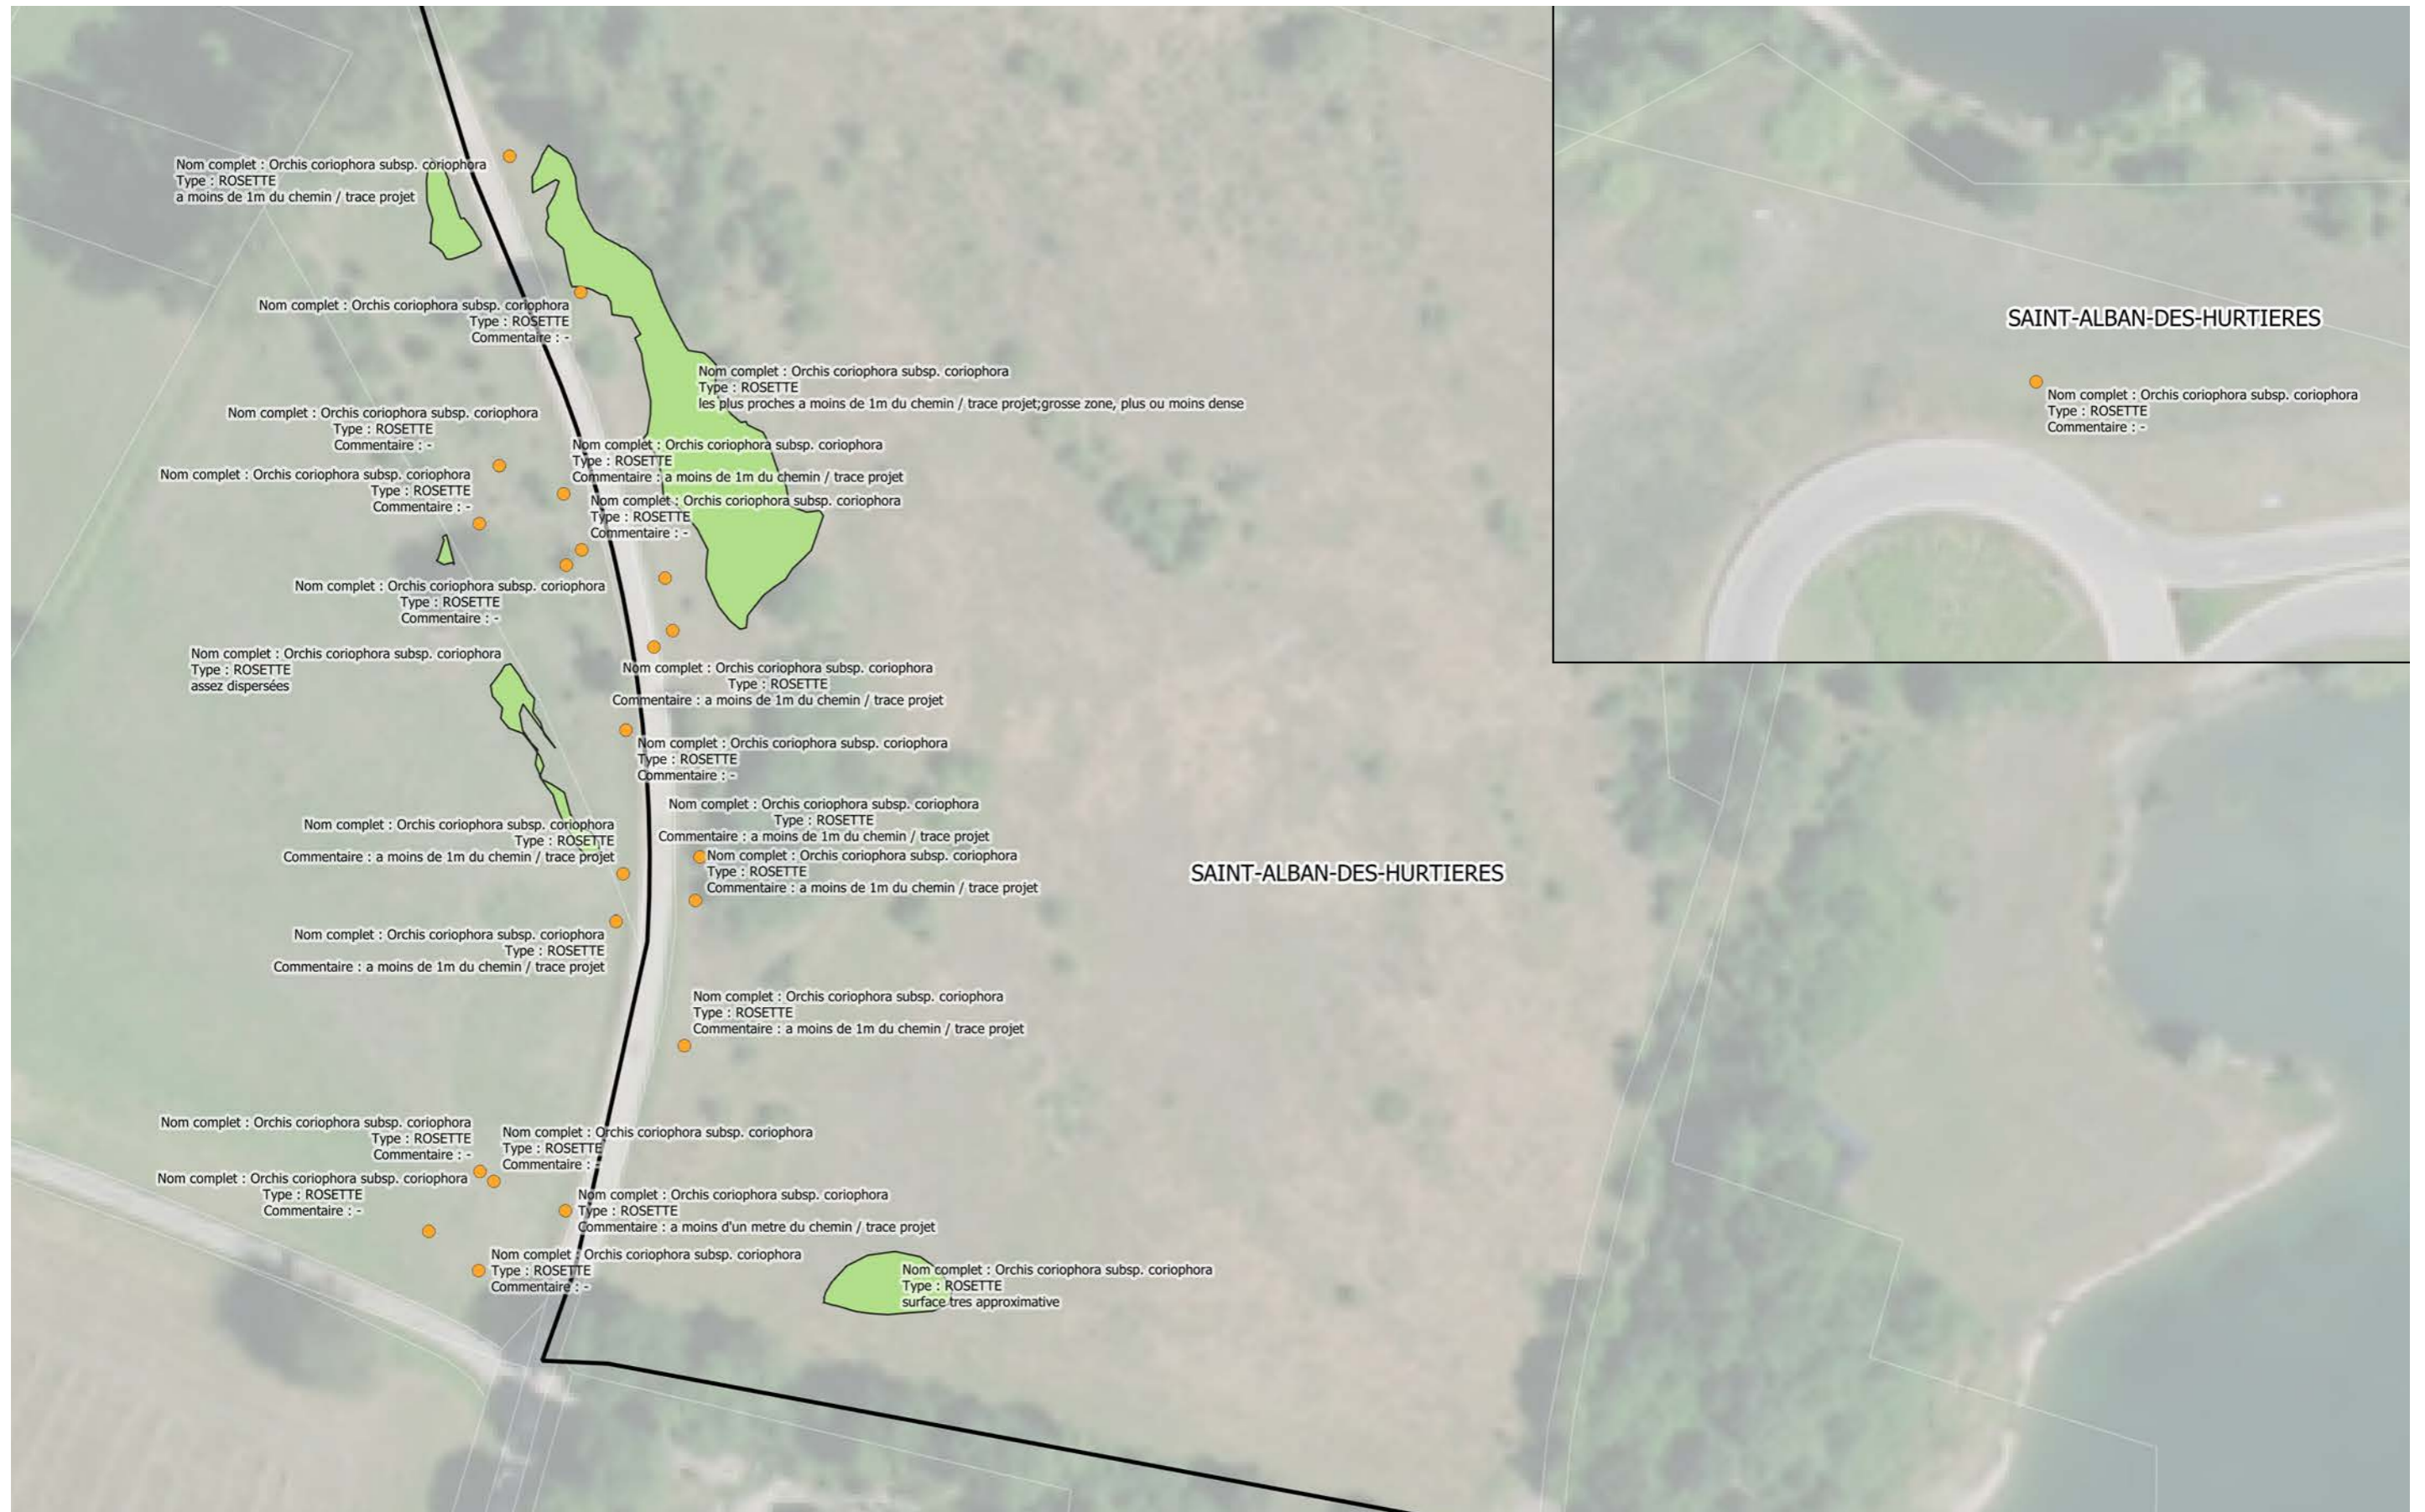 Nom complet : Orchis coriophora subsp. coriophora
Type : ROSETTE
a moins de 1m du chemin / trace projet
Nom complet : Orchis coriophora subsp. coriophora
Type : ROSETTE
Commentaire : -
SAINT-ALBAN-DES-HURTIERES
Nom complet : Orchis coriophora subsp. coriophora
Type : ROSETTE
Commentaire : -
Nom complet : Orchis coriophora subsp. coriophora
Type : ROSETTE
les plus proches a moins de 1m du chemin / trace projet;grosse zone, plus ou moins dense
Nom complet : Orchis coriophora subsp. coriophora
Type : ROSETTE
Commentaire : -
Nom complet : Orchis coriophora subsp. coriophora
Type : ROSETTE
Commentaire : a moins de 1m du chemin / trace projet
Nom complet : Orchis coriophora subsp. coriophora
Type : ROSETTE
Commentaire : -
Nom complet : Orchis coriophora subsp. coriophora
Type : ROSETTE
Commentaire : -
Nom complet : Orchis coriophora subsp. coriophora
Type : ROSETTE
Commentaire : -
Nom complet : Orchis coriophora subsp. coriophora
Type : ROSETTE
assez dispersées
Nom complet : Orchis coriophora subsp. coriophora
Type : ROSETTE
Commentaire : a moins de 1m du chemin / trace projet
Nom complet : Orchis coriophora subsp. coriophora
Type : ROSETTE
Commentaire : -
Nom complet : Orchis coriophora subsp. coriophora
Type : ROSETTE
Commentaire : a moins de 1m du chemin / trace projet
Nom complet : Orchis coriophora subsp. coriophora
Type : ROSETTE
Commentaire : a moins de 1m du chemin / trace projet
Nom complet : Orchis coriophora subsp. coriophora
Type : ROSETTE
Commentaire : a moins de 1m du chemin / trace projet
SAINT-ALBAN-DES-HURTIERES
Nom complet : Orchis coriophora subsp. coriophora
Type : ROSETTE
Commentaire : a moins de 1m du chemin / trace projet
Nom complet : Orchis coriophora subsp. coriophora
Type : ROSETTE
Commentaire : a moins de 1m du chemin / trace projet
Nom complet : Orchis coriophora subsp. coriophora
Type : ROSETTE
Commentaire : -
Nom complet : Orchis coriophora subsp. coriophora
Type : ROSETTE
Commentaire : -
Nom complet : Orchis coriophora subsp. coriophora
Type : ROSETTE
Commentaire : -
Nom complet : Orchis coriophora subsp. coriophora
Type : ROSETTE
Commentaire : a moins d'un metre du chemin / trace projet
Nom complet : Orchis coriophora subsp. coriophora
Type : ROSETTE
Commentaire : -
Nom complet : Orchis coriophora subsp. coriophora
Type : ROSETTE
surface tres approximative